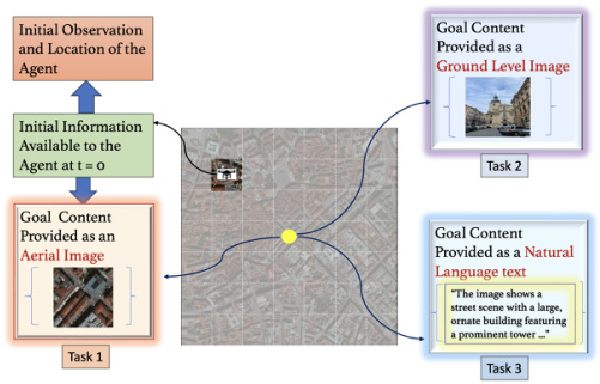 Initial Observation
and Location of the
Agent
Initial Information
Available to the
Agent at t = 0
Goal Content
Provided as an
Aerial Image
Task 1
Goal Content
Provided as a
Ground Level Image
Task 2
Goal Content
Provided as a Natural
Language text
“The image shows a
street scene with a large,
ornate building featuring
a prominent tower ...”
Task 3